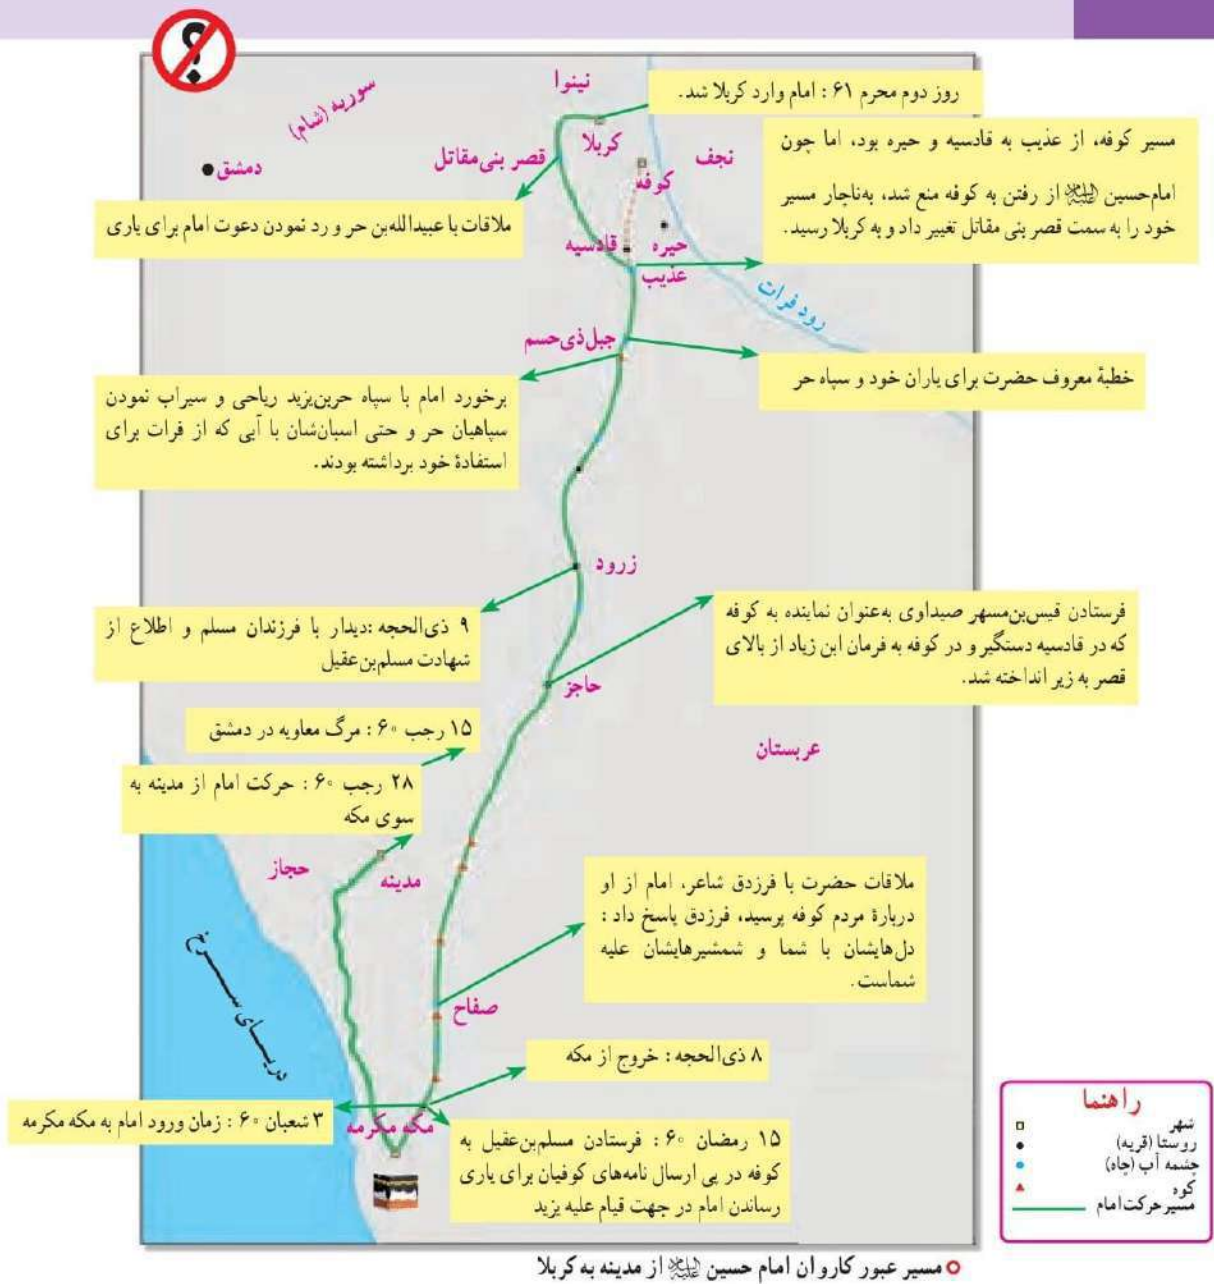 ؟
سوریه (شام)
نینوا
روز دوم محرم ۶۱ : امام وارد کربلا شد.
کربلا
نجف
کوفه
قصر بنی‌مقاتل
دمشق
مسیر کوفه، از عذیب به قادسیه و حیره بود، اما چون
امام‌حسین علیه‌السلام از رفتن به کوفه منع شد، به‌ناچار مسیر
خود را به سمت قصر بنی مقاتل تغییر داد و به کربلا رسید.
ملاقات با عبیدالله‌بن حر و رد نمودن دعوت امام برای یاری
حیره
قادسیه
عذیب
رود فرات
جبل‌ذی‌حسم
خطبهٔ معروف حضرت برای یاران خود و سپاه حر
برخورد امام با سپاه حربن‌یزید ریاحی و سیراب نمودن
سپاهیان حر و حتی اسبان‌شان با آبی که از فرات برای
استفادهٔ خود برداشته بودند.
زرود
۹ ذی‌الحجه :دیدار با فرزندان مسلم و اطلاع از
شهادت مسلم‌بن‌عقیل
فرستادن قیس‌بن‌مسهر صیداوی به‌عنوان نماینده به کوفه
که در قادسیه دستگیر و در کوفه به فرمان ابن زیاد از بالای
قصر به زیر انداخته شد.
حاجز
۱۵ رجب ۶۰ : مرگ معاویه در دمشق
عربستان
۲۸ رجب ۶۰ : حرکت امام از مدینه به
سوی مکه
حجاز
مدینه
ملاقات حضرت با فرزدق شاعر، امام از او
دربارهٔ مردم کوفه پرسید، فرزدق پاسخ داد :
دل‌هایشان با شما و شمشیرهایشان علیه
شماست.
صفاح
دریـای سـرخ
۸ ذی‌الحجه : خروج از مکه
۳ شعبان ۶۰ : زمان ورود امام به مکه مکرمه
مکه مکرمه
۱۵ رمضان ۶۰ : فرستادن مسلم‌بن‌عقیل به
کوفه در پی ارسال نامه‌های کوفیان برای یاری
رساندن امام در جهت قیام علیه یزید
راهنما
شهر
روستا (قریه)
چشمه آب (چاه)
کوه
مسیر حرکت امام
مسیر عبور کاروان امام حسین علیه‌السلام از مدینه به کربلا